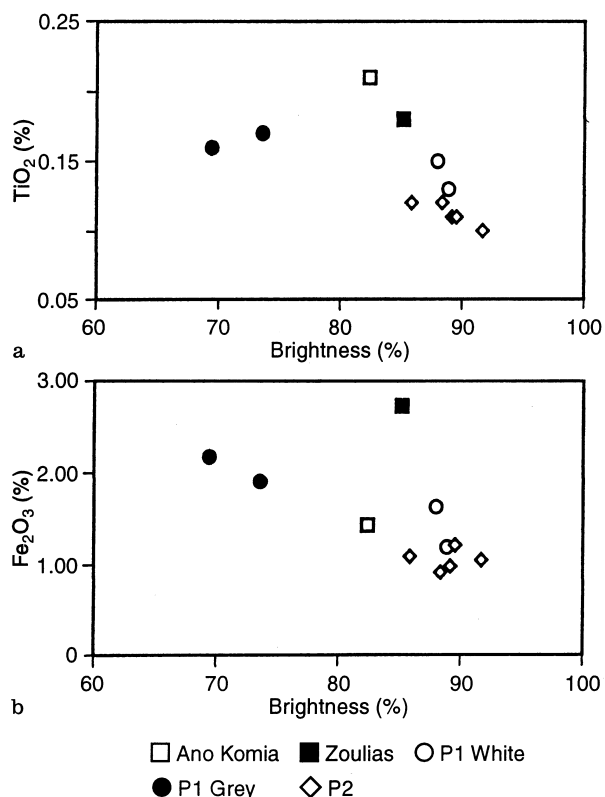 0.25
0.15
0.05
TiO₂ (%)
60 70 80 90 100
a
Brightness (%)
3.00
2.00
1.00
0
Fe₂O₃ (%)
60 70 80 90 100
b
Brightness (%)
Ano Komia Zoulias P1 White
P1 Grey P2